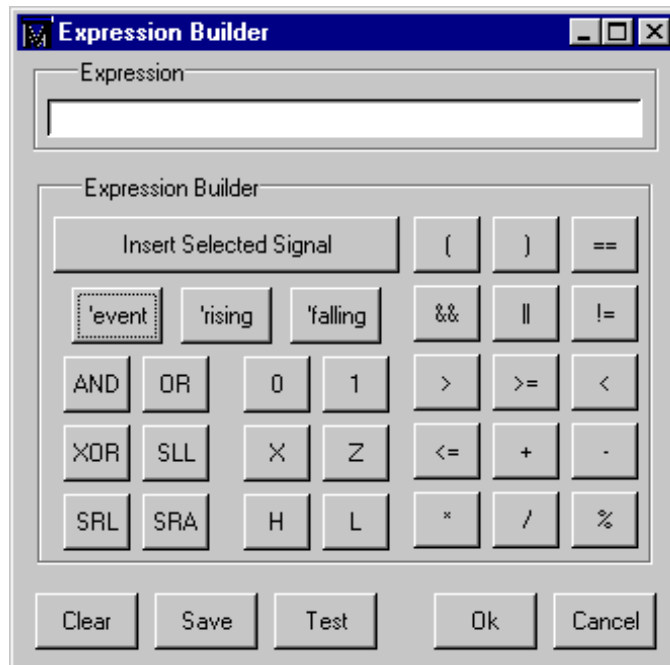 Expression Builder
Expression
Expression Builder
Insert Selected Signal ( ) ==
'event 'rising 'falling && || !=
AND OR 0 1 > >= <
XOR SLL X Z <= + -
SRL SRA H L * / %
Clear Save Test Ok Cancel